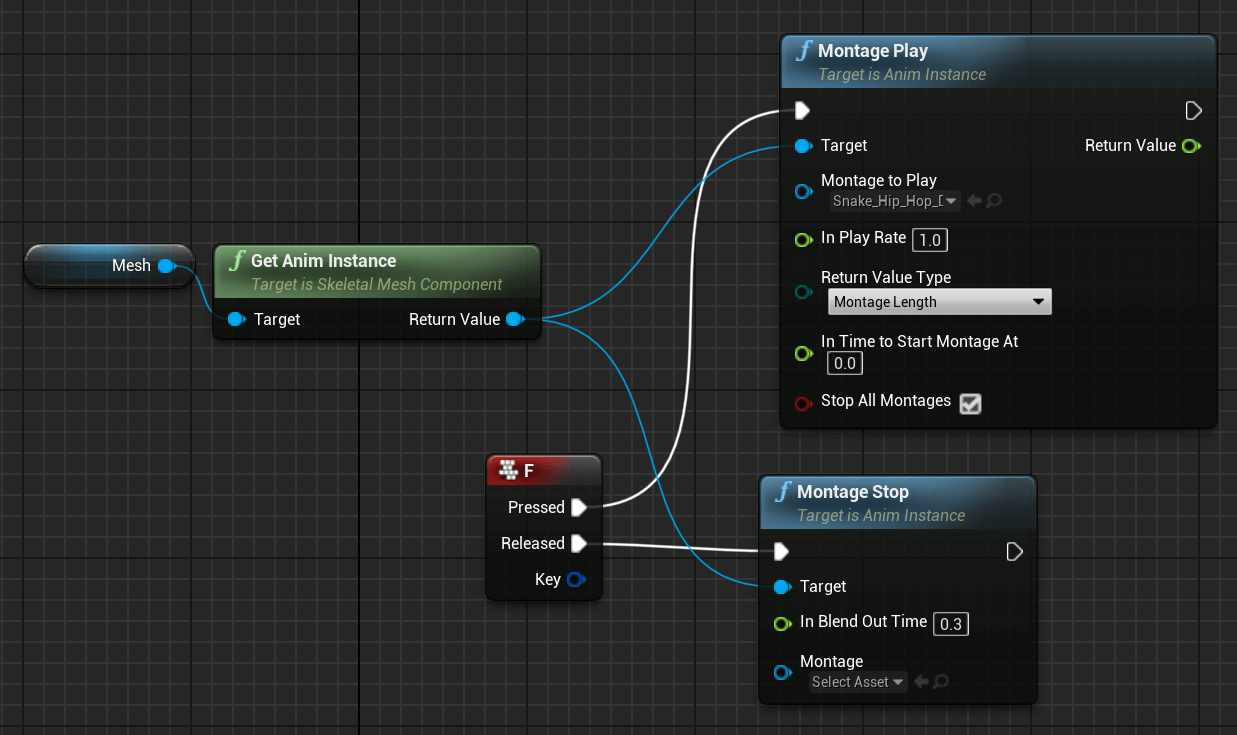 Montage Play
Target is Anim Instance
Target
Return Value
Montage to Play
Snake_Hip_Hop_
In Play Rate 1.0
Return Value Type
Montage Length
In Time to Start Montage At
0.0
Stop All Montages
Mesh
Get Anim Instance
Target is Skeletal Mesh Component
Target
Return Value
F
Pressed
Released
Key
Montage Stop
Target is Anim Instance
Target
In Blend Out Time 0.3
Montage
Select Asset